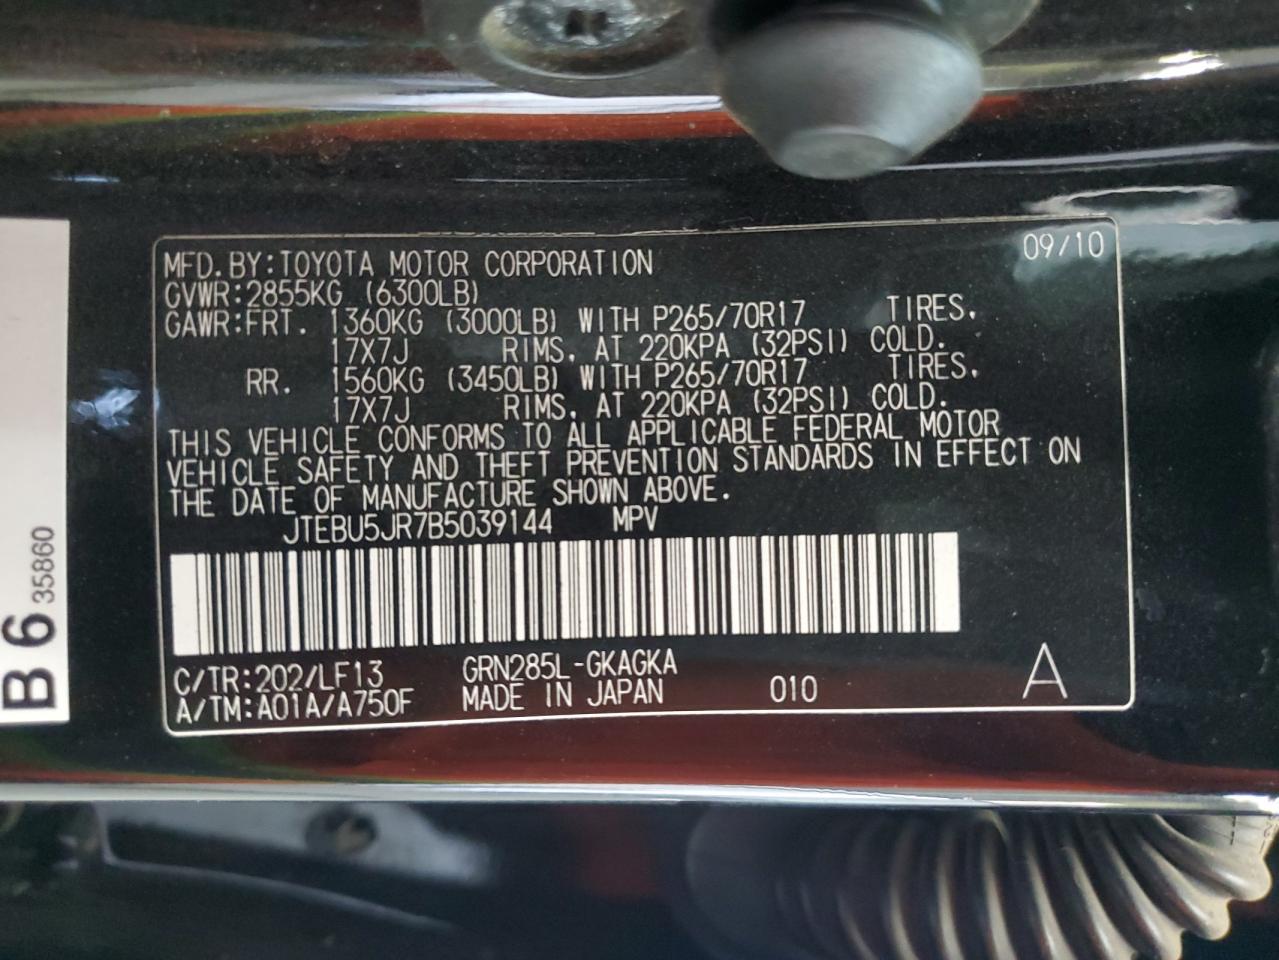 09/10
MFD.BY:TOYOTA MOTOR CORPORATION
GVWR:2855KG (6300LB)
GAWR:FRT. 1360KG (3000LB) WITH P265/70R17 TIRES,
17X7J RIMS, AT 220KPA (32PSI) COLD.
RR. 1560KG (3450LB) WITH P265/70R17 TIRES,
17X7J RIMS, AT 220KPA (32PSI) COLD.
THIS VEHICLE CONFORMS TO ALL APPLICABLE FEDERAL MOTOR
VEHICLE SAFETY AND THEFT PREVENTION STANDARDS IN EFFECT ON
THE DATE OF MANUFACTURE SHOWN ABOVE.
JTEBU5JR7B5039144 MPV
C/TR:202/LF13 GRN285L-GKAGKA
A/TM:A01A/A750F MADE IN JAPAN 010 A
B 6 35860